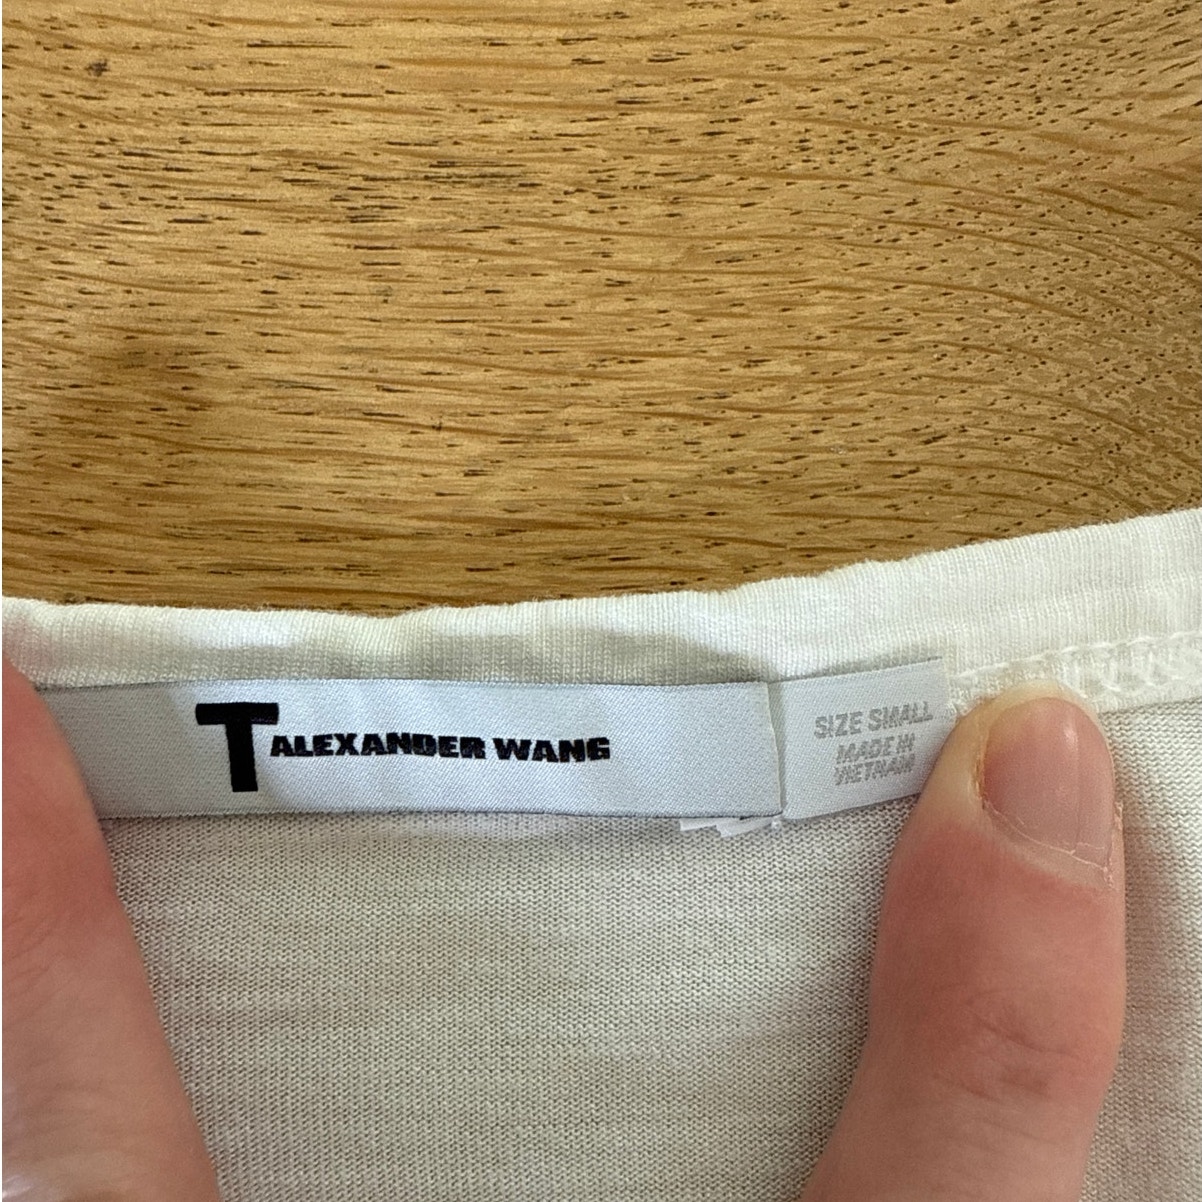 T ALEXANDER WANG
SIZE SMALL
MADE IN
VIETNAM